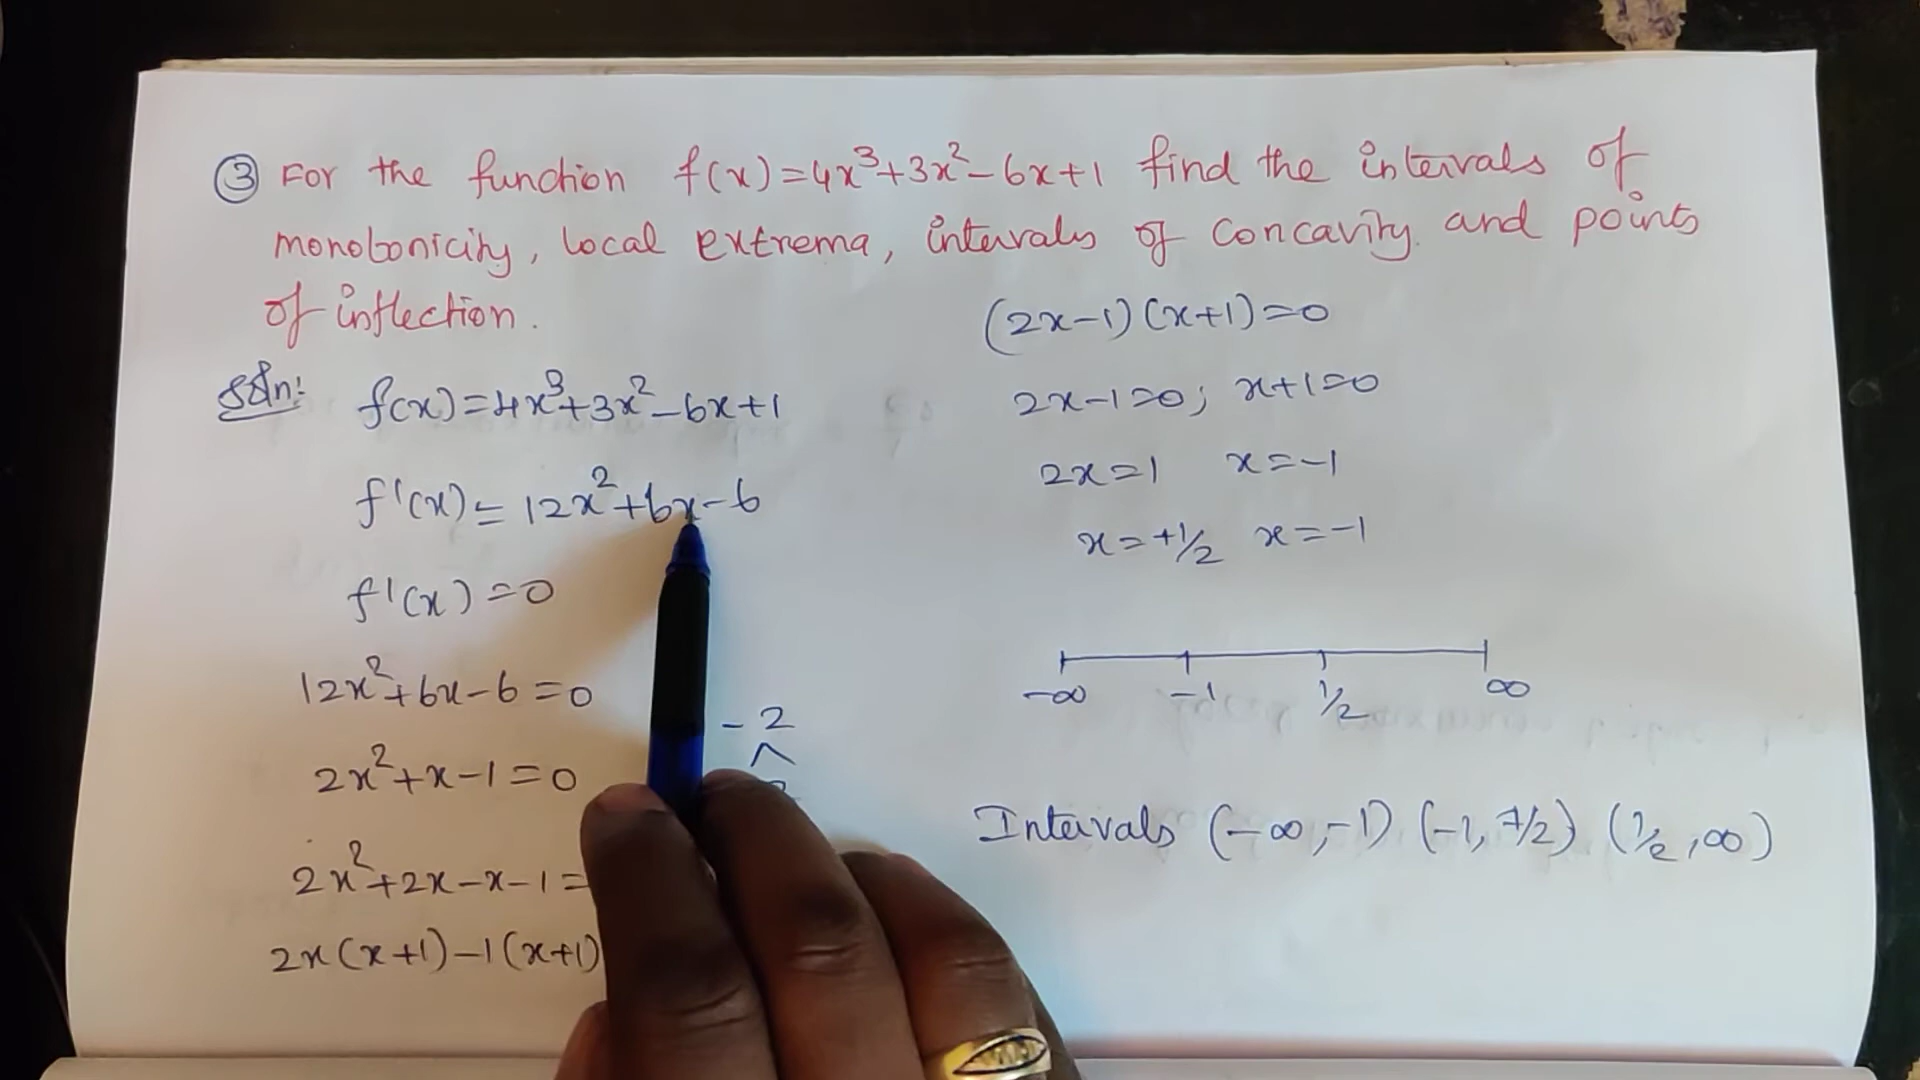 ③ For the function f(x)=4x³+3x²-6x+1 find the intervals of
monotonicity, local extrema, intervals of concavity and points
of inflection.
Soln: f(x)=4x³+3x²-6x+1
f'(x)=12x²+6x-6
f'(x)=0
12x²+6x-6=0
2x²+x-1=0
-2
2x²+2x-x-1=
2x(x+1)-1(x+1)
(2x-1)(x+1)=0
2x-1=0; x+1=0
2x=1 x=-1
x=+1/2 x=-1
-∞ -1 1/2 ∞
Intervals (-∞,-1) (-1, 1/2) (1/2,∞)